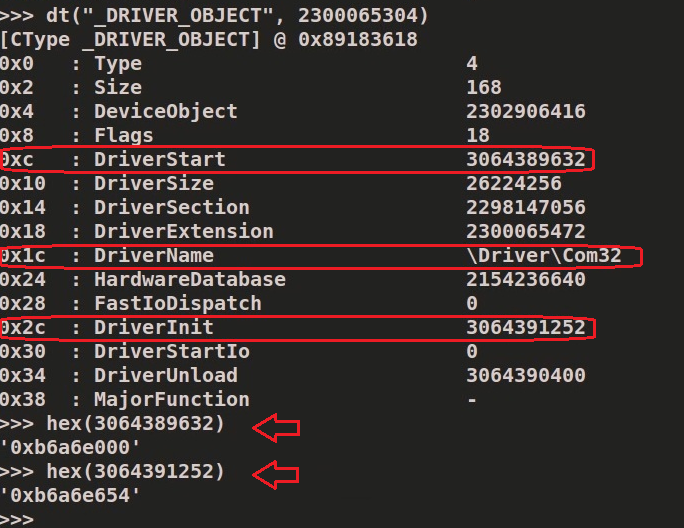 >>> dt("_DRIVER_OBJECT", 2300065304)
[CType _DRIVER_OBJECT] @ 0x89183618
0x0   : Type                           4
0x2   : Size                           168
0x4   : DeviceObject                   2302906416
0x8   : Flags                          18
0xc   : DriverStart                    3064389632
0x10  : DriverSize                     26224256
0x14  : DriverSection                  2298147056
0x18  : DriverExtension                2300065472
0x1c  : DriverName                     \Driver\Com32
0x24  : HardwareDatabase               2154236640
0x28  : FastIoDispatch                 0
0x2c  : DriverInit                     3064391252
0x30  : DriverStartIo                  0
0x34  : DriverUnload                   3064390400
0x38  : MajorFunction                  -
>>> hex(3064389632)
'0xb6a6e000'
>>> hex(3064391252)
'0xb6a6e654'
>>>